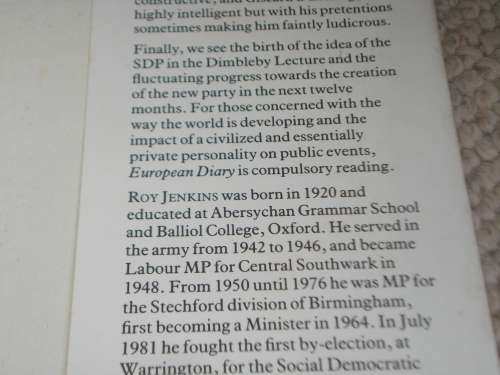 constructive, and Giscard
highly intelligent but with his pretentions
sometimes making him faintly ludicrous.
Finally, we see the birth of the idea of the
SDP in the Dimbleby Lecture and the
fluctuating progress towards the creation
of the new party in the next twelve
months. For those concerned with the
way the world is developing and the
impact of a civilized and essentially
private personality on public events,
European Diary is compulsory reading.
ROY JENKINS was born in 1920 and
educated at Abersychan Grammar School
and Balliol College, Oxford. He served in
the army from 1942 to 1946, and became
Labour MP for Central Southwark in
1948. From 1950 until 1976 he was MP for
the Stechford division of Birmingham,
first becoming a Minister in 1964. In July
1981 he fought the first by-election, at
Warrington, for the Social Democratic